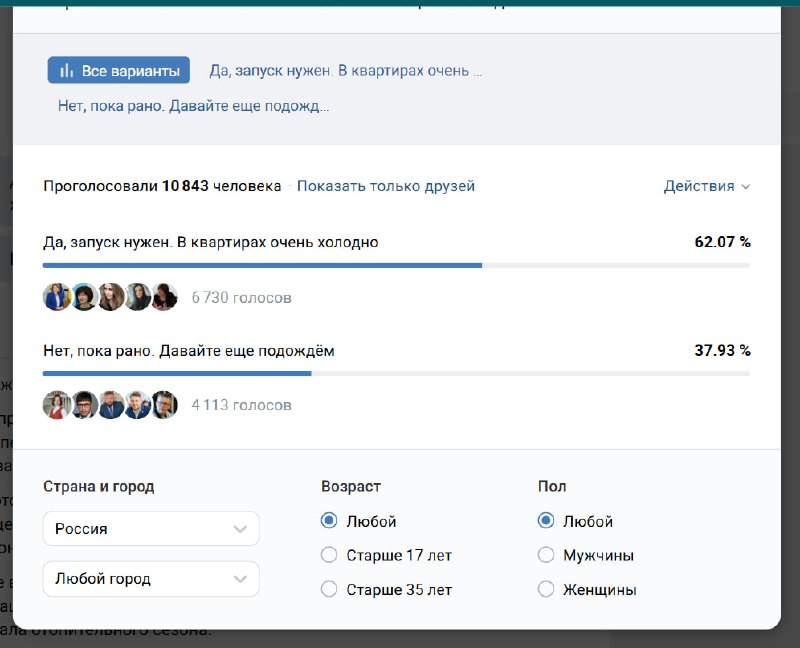 Все варианты
Да, запуск нужен. В квартирах очень ...
Нет, пока рано. Давайте еще подожд...
Проголосовали 10 843 человека · Показать только друзей
Действия
Да, запуск нужен. В квартирах очень холодно
62.07 %
6 730 голосов
Нет, пока рано. Давайте еще подождём
37.93 %
4 113 голосов
Страна и город
Возраст
Пол
Россия
Любой
Любой
Старше 17 лет
Мужчины
Любой город
Старше 35 лет
Женщины
отопительного сезона.